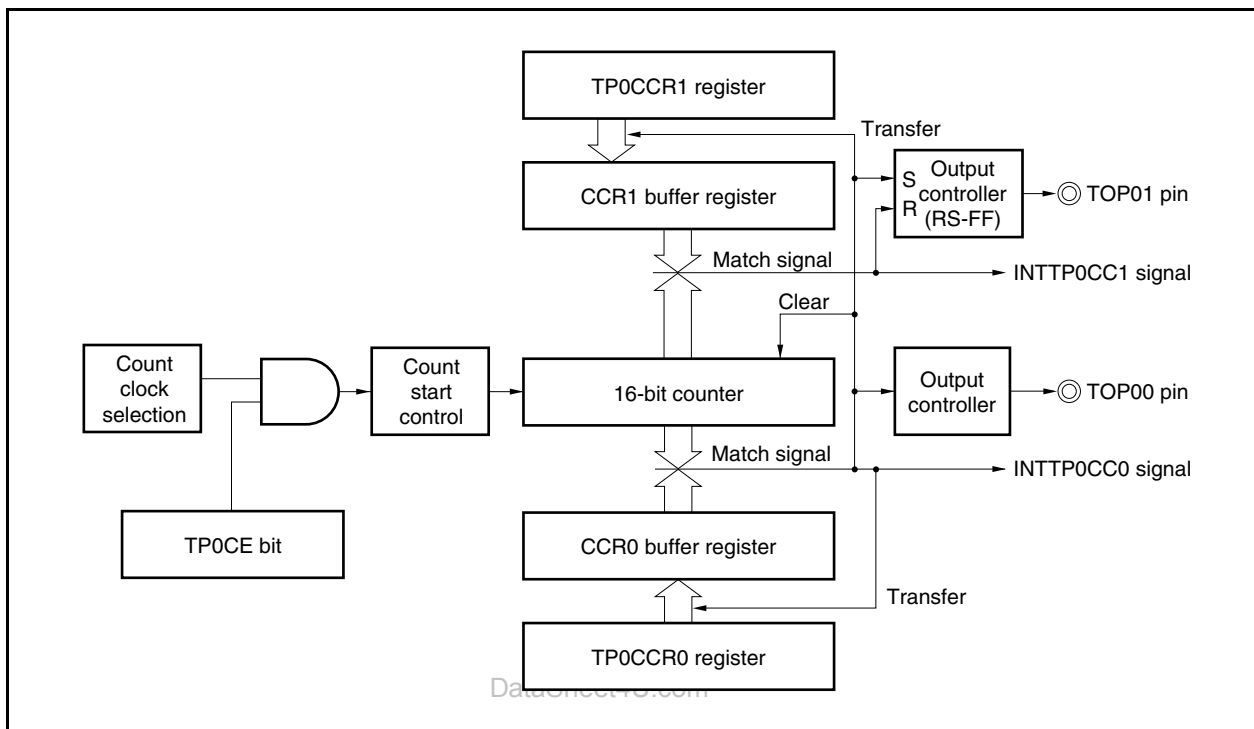 TP0CCR1 register
Transfer
CCR1 buffer register
S
R
Output
controller
(RS-FF)
TOP01 pin
Match signal
INTTP0CC1 signal
Clear
Count
clock
selection
Count
start
control
16-bit counter
Output
controller
TOP00 pin
Match signal
INTTP0CC0 signal
TP0CE bit
CCR0 buffer register
Transfer
TP0CCR0 register
DataSheet4U.com